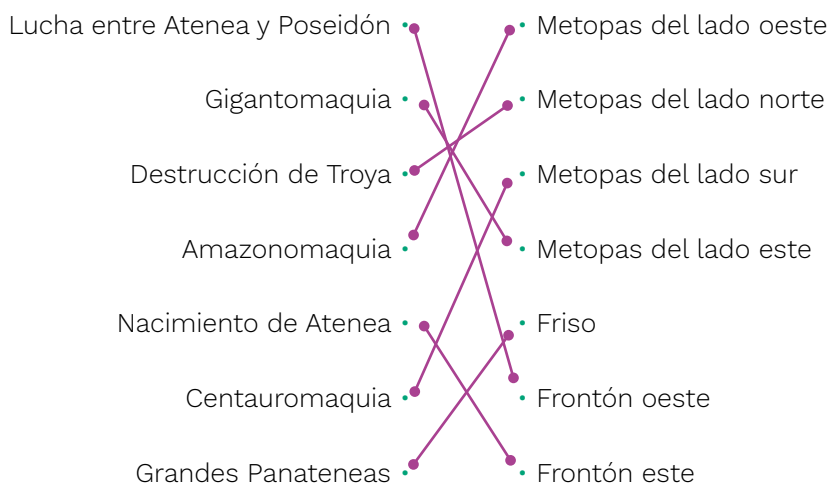 Lucha entre Atenea y Poseidón
Metopas del lado oeste
Gigantomaquia
Metopas del lado norte
Destrucción de Troya
Metopas del lado sur
Amazonomaquia
Metopas del lado este
Nacimiento de Atenea
Friso
Centauromaquia
Frontón oeste
Grandes Panateneas
Frontón este